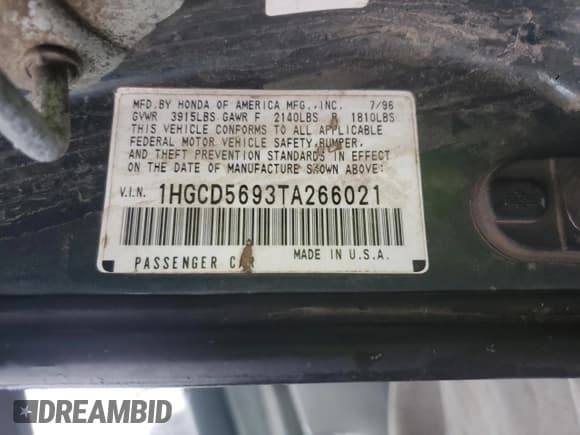 MFD.BY HONDA OF AMERICA MFG.,INC. 7/96
GVWR 3915LBS GAWR F 2140LBS R 1810LBS
THIS VEHICLE CONFORMS TO ALL APPLICABLE
FEDERAL MOTOR VEHICLE SAFETY, BUMPER,
AND THEFT PREVENTION STANDARDS IN EFFECT
ON THE DATE OF MANUFACTURE SHOWN ABOVE:
V.I.N. 1HGCD5693TA266021
PASSENGER CAR MADE IN U.S.A.
DREAMBID